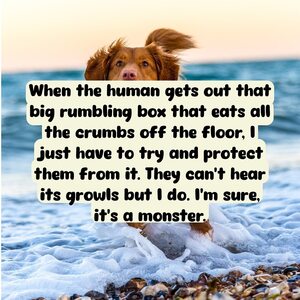 When the human gets out that
big rumbling box that eats all
the crumbs off the floor, I
just have to try and protect
them from it. They can't hear
its growls but I do. I'm sure,
it's a monster.